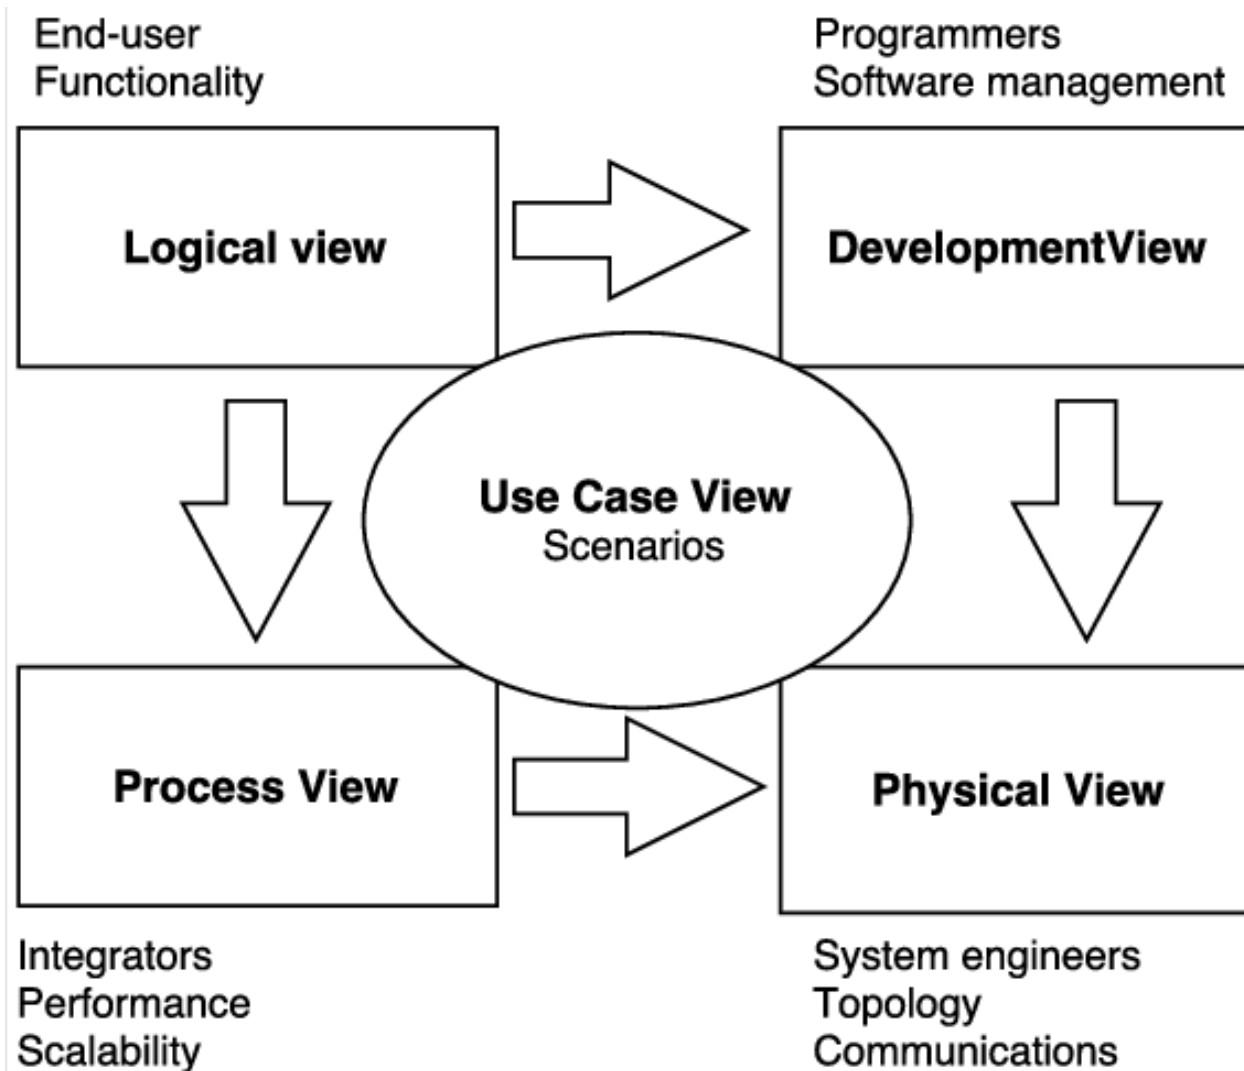 End-user
Functionality
Programmers
Software management
Logical view
DevelopmentView
Use Case View
Scenarios
Process View
Physical View
Integrators
Performance
Scalability
System engineers
Topology
Communications